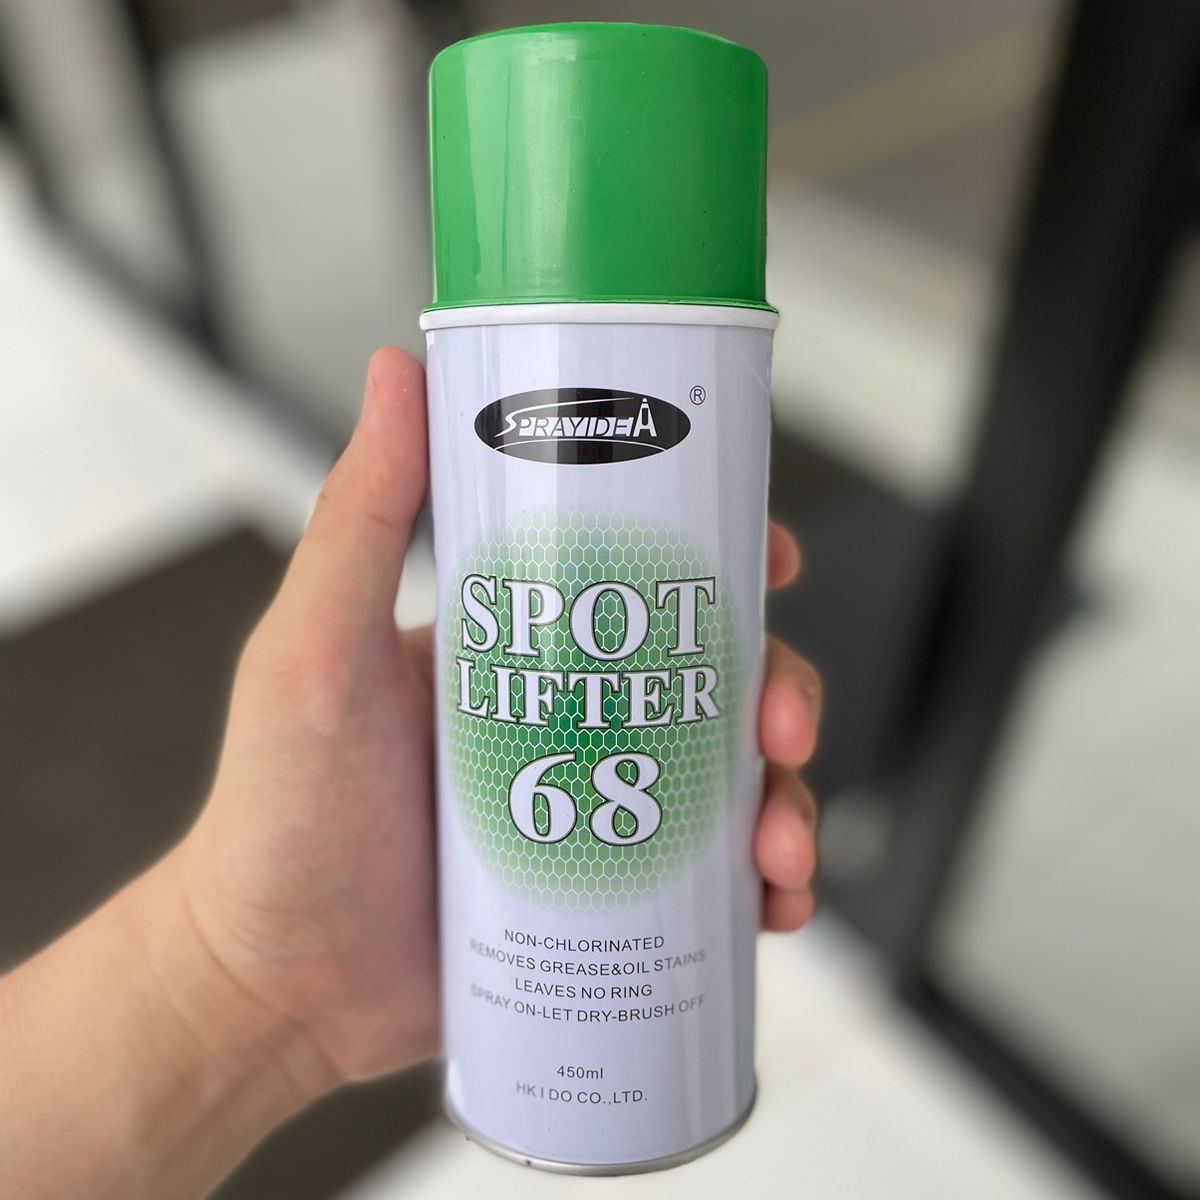 SPRAYIDEA ®
SPOT
LIFTER
68
NON-CHLORINATED
REMOVES GREASE&OIL STAINS
LEAVES NO RING
SPRAY ON-LET DRY-BRUSH OFF
450ml
HK I DO CO.,LTD.